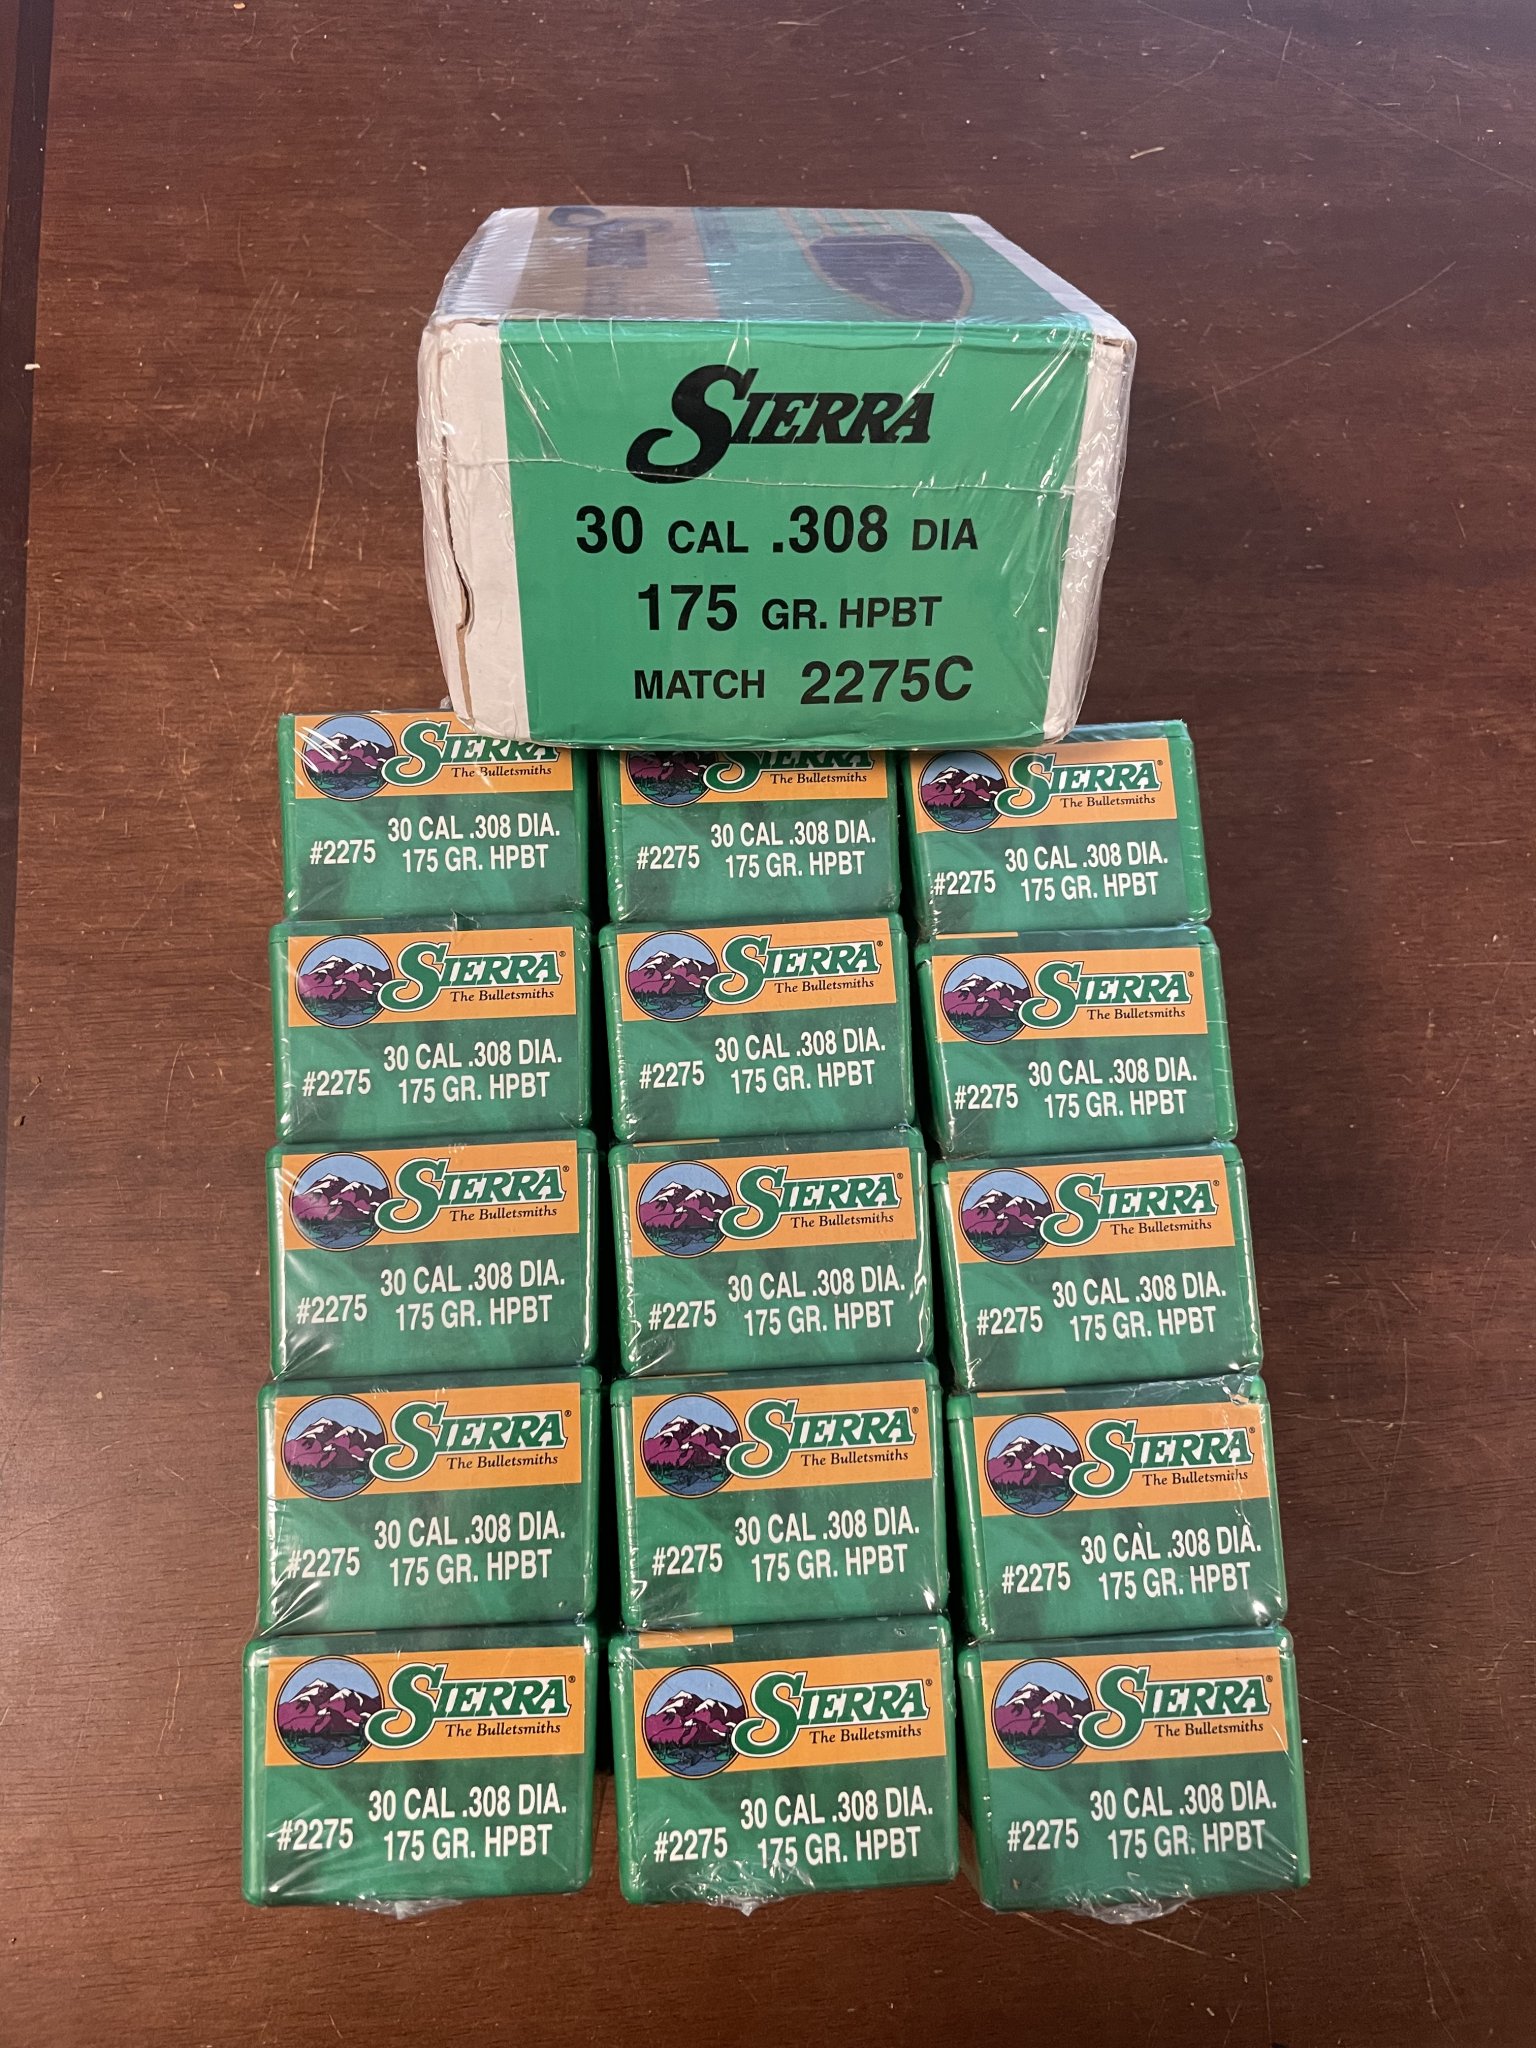 SIERRA
30 CAL .308 DIA
175 GR. HPBT
MATCH 2275C
SIERRA
The Bulletsmiths
#2275 30 CAL .308 DIA.
175 GR. HPBT
SIERRA
The Bulletsmiths
#2275 30 CAL .308 DIA.
175 GR. HPBT
SIERRA®
The Bulletsmiths
#2275 30 CAL .308 DIA.
175 GR. HPBT
SIERRA®
The Bulletsmiths
#2275 30 CAL .308 DIA.
175 GR. HPBT
SIERRA®
The Bulletsmiths
#2275 30 CAL .308 DIA.
175 GR. HPBT
SIERRA®
The Bulletsmiths
#2275 30 CAL .308 DIA.
175 GR. HPBT
SIERRA®
The Bulletsmiths
#2275 30 CAL .308 DIA.
175 GR. HPBT
SIERRA®
The Bulletsmiths
#2275 30 CAL .308 DIA.
175 GR. HPBT
SIERRA®
The Bulletsmiths
#2275 30 CAL .308 DIA.
175 GR. HPBT
SIERRA®
The Bulletsmiths
#2275 30 CAL .308 DIA.
175 GR. HPBT
SIERRA®
The Bulletsmiths
#2275 30 CAL .308 DIA.
175 GR. HPBT
SIERRA®
The Bulletsmiths
#2275 30 CAL .308 DIA.
175 GR. HPBT
SIERRA®
The Bulletsmiths
#2275 30 CAL .308 DIA.
175 GR. HPBT
SIERRA®
The Bulletsmiths
#2275 30 CAL .308 DIA.
175 GR. HPBT
SIERRA®
The Bulletsmiths
#2275 30 CAL .308 DIA.
175 GR. HPBT